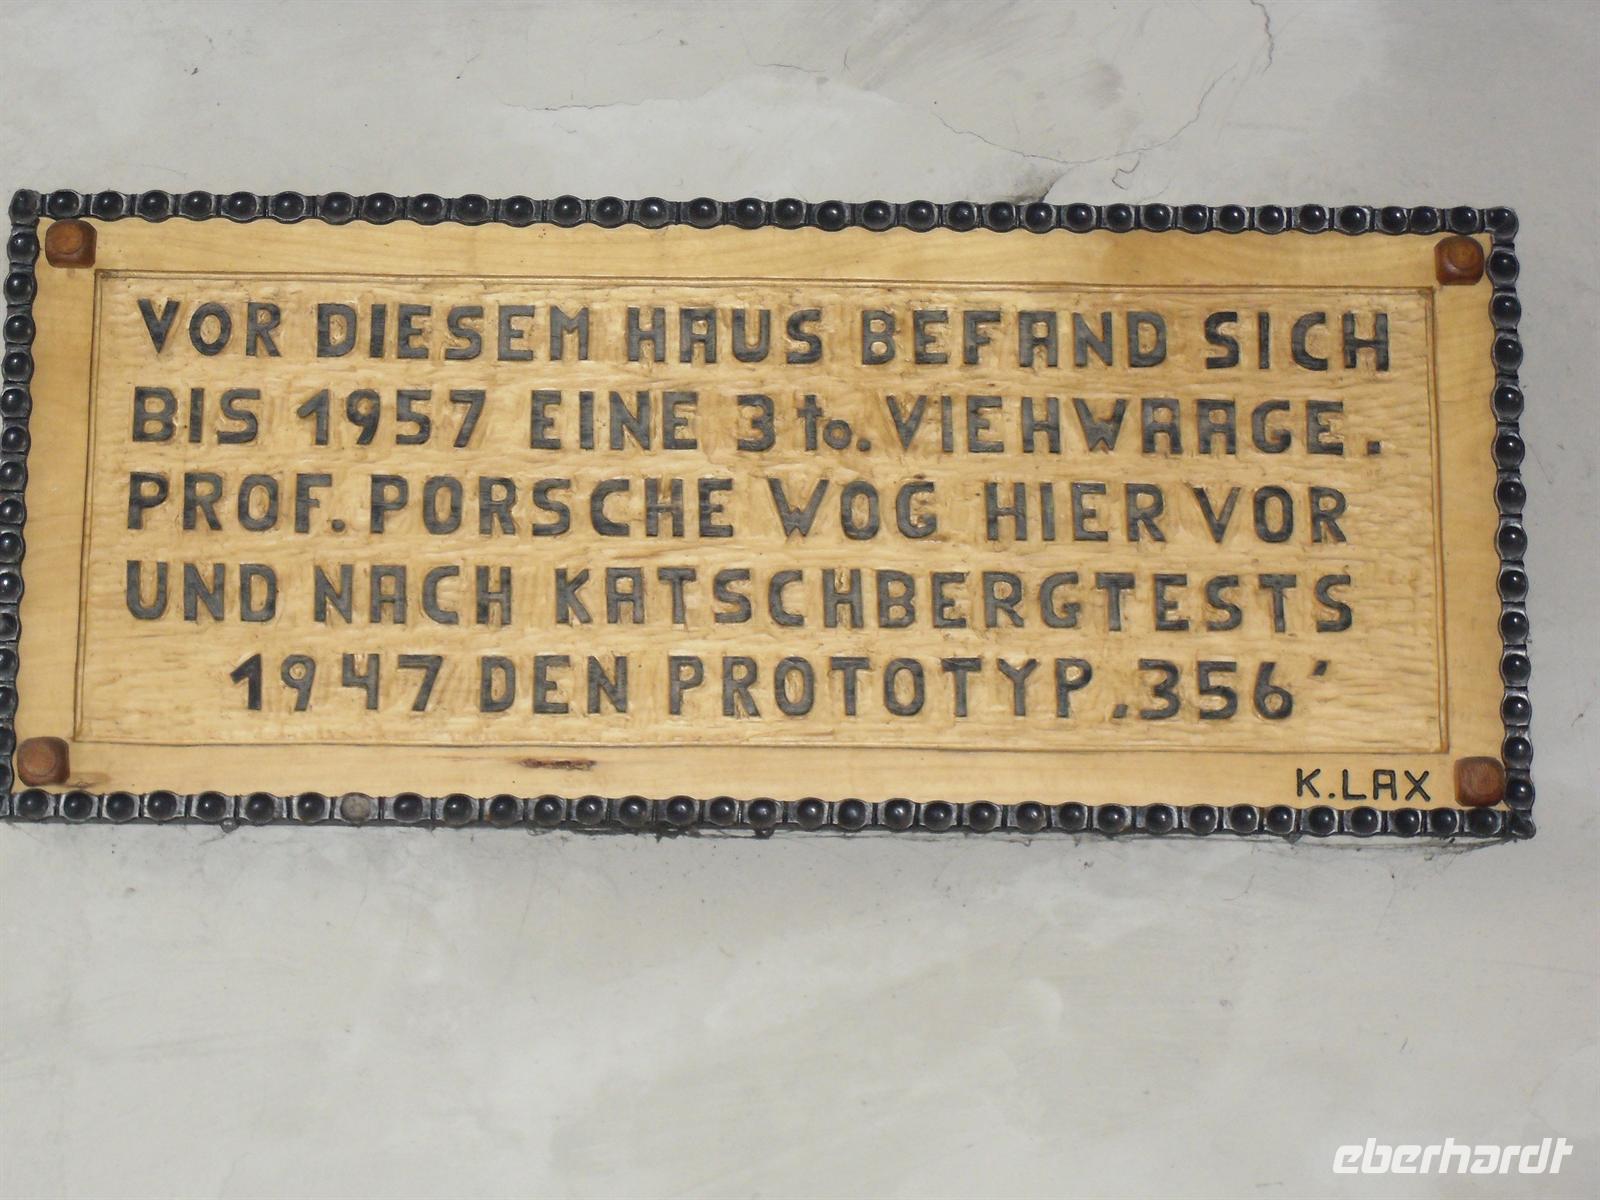 VOR DIESEM HAUS BEFAND SICH
BIS 1957 EINE 3 to. VIEHWAAGE.
PROF. PORSCHE WOG HIER VOR
UND NACH KATSCHBERGTESTS
1947 DEN PROTOTYP ‚356‘
K. LAX
eberhardt